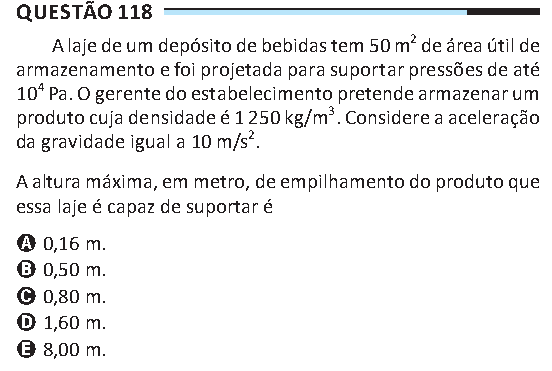 QUESTÃO 118
A laje de um depósito de bebidas tem 50 m² de área útil de
armazenamento e foi projetada para suportar pressões de até
10⁴ Pa. O gerente do estabelecimento pretende armazenar um
produto cuja densidade é 1 250 kg/m³. Considere a aceleração
da gravidade igual a 10 m/s².
A altura máxima, em metro, de empilhamento do produto que
essa laje é capaz de suportar é
A 0,16 m.
B 0,50 m.
C 0,80 m.
D 1,60 m.
E 8,00 m.